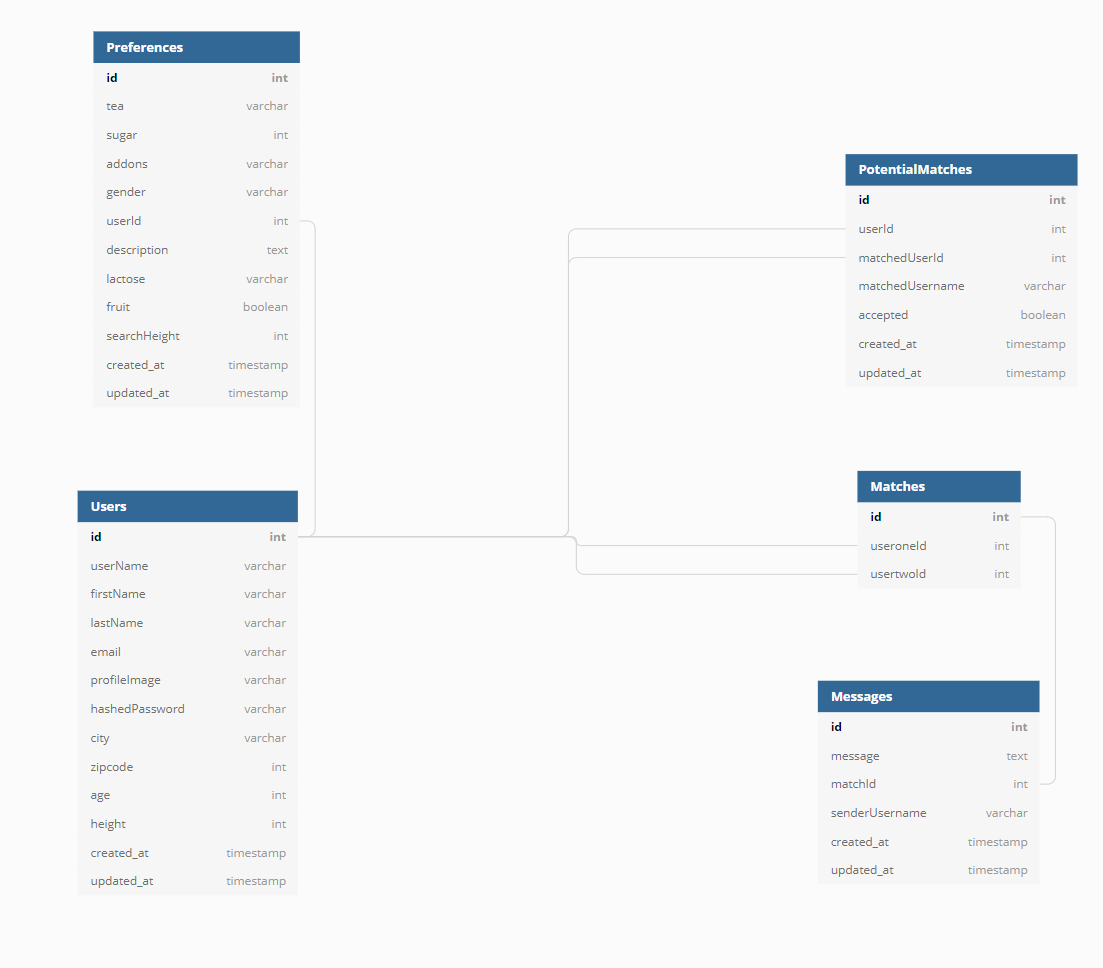 Preferences
id int
tea varchar
sugar int
addons varchar
gender varchar
userId int
description text
lactose varchar
fruit boolean
searchHeight int
created_at timestamp
updated_at timestamp
Users
id int
userName varchar
firstName varchar
lastName varchar
email varchar
profileImage varchar
hashedPassword varchar
city varchar
zipcode int
age int
height int
created_at timestamp
updated_at timestamp
PotentialMatches
id int
userId int
matchedUserId int
matchedUsername varchar
accepted boolean
created_at timestamp
updated_at timestamp
Matches
id int
useroneId int
usertwoId int
Messages
id int
message text
matchId int
senderUsername varchar
created_at timestamp
updated_at timestamp